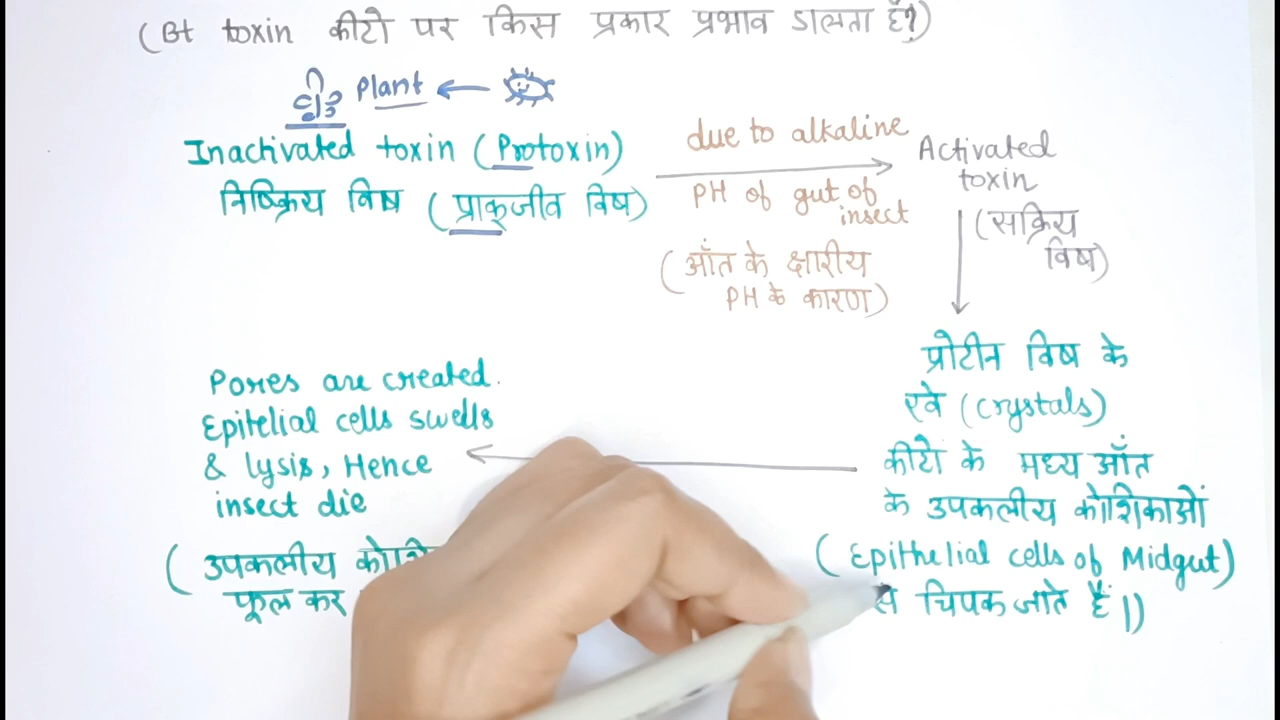 (Bt toxin कीटो पर किस प्रकार प्रभाव डालता है?)
Plant
Inactivated toxin (Protoxin)
निष्क्रिय विष (प्राक्जीव विष)
due to alkaline
PH of gut of
insect
(आँत के क्षारीय
PH के कारण)
Activated
toxin
(सक्रिय
विष)
प्रोटीन विष के
रवे (crystals)
कीटो के मध्य आँत
के उपकलीय कोशिकाओं
(Epithelial cells of Midgut)
से चिपक जाते हैं।)
Pores are created.
Epitelial cells swells
& lysis, Hence
insect die
(उपकलीय
फूल कर